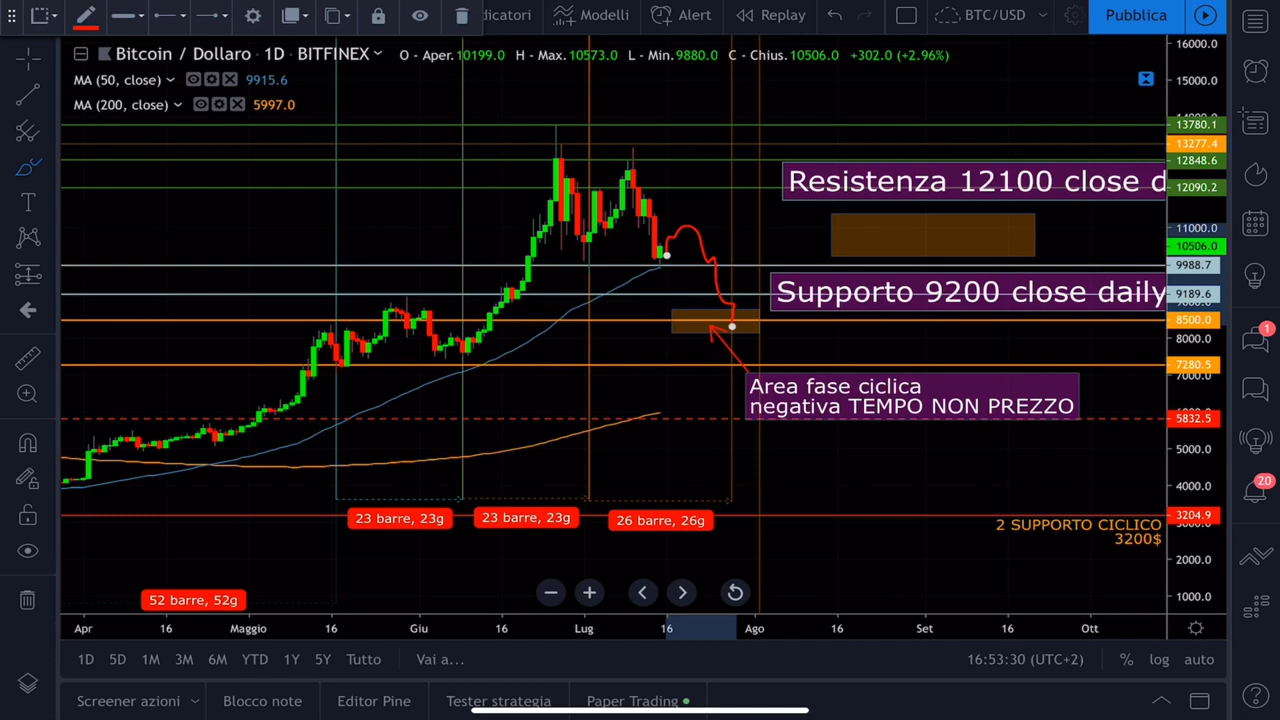 dicatori Modelli Alert Replay BTC/USD Pubblica
Bitcoin / Dollaro · 1D · BITFINEX O - Aper.10199.0 H - Max.10573.0 L - Min.9880.0 C - Chius.10506.0 +302.0 (+2.96%)
MA (50, close) 9915.6
MA (200, close) 5997.0
16000.0
15000.0
13780.1
13277.4
12848.6
12090.2
11000.0
10506.0
9988.7
9189.6
8500.0
8000.0
7280.5
7000.0
5832.5
5000.0
4000.0
3204.9
2000.0
1000.0
Resistenza 12100 close d
Supporto 9200 close daily
Area fase ciclica
negativa TEMPO NON PREZZO
23 barre, 23g
23 barre, 23g
26 barre, 26g
52 barre, 52g
2 SUPPORTO CICLICO
3200$
Apr 16 Maggio 16 Giu 16 Lug 16 Ago 16 Set 16 Ott
1D 5D 1M 3M 6M YTD 1Y 5Y Tutto Vai a... 16:53:30 (UTC+2) % log auto
Screener azioni Blocco note Editor Pine Tester strategia Paper Trading
1
20